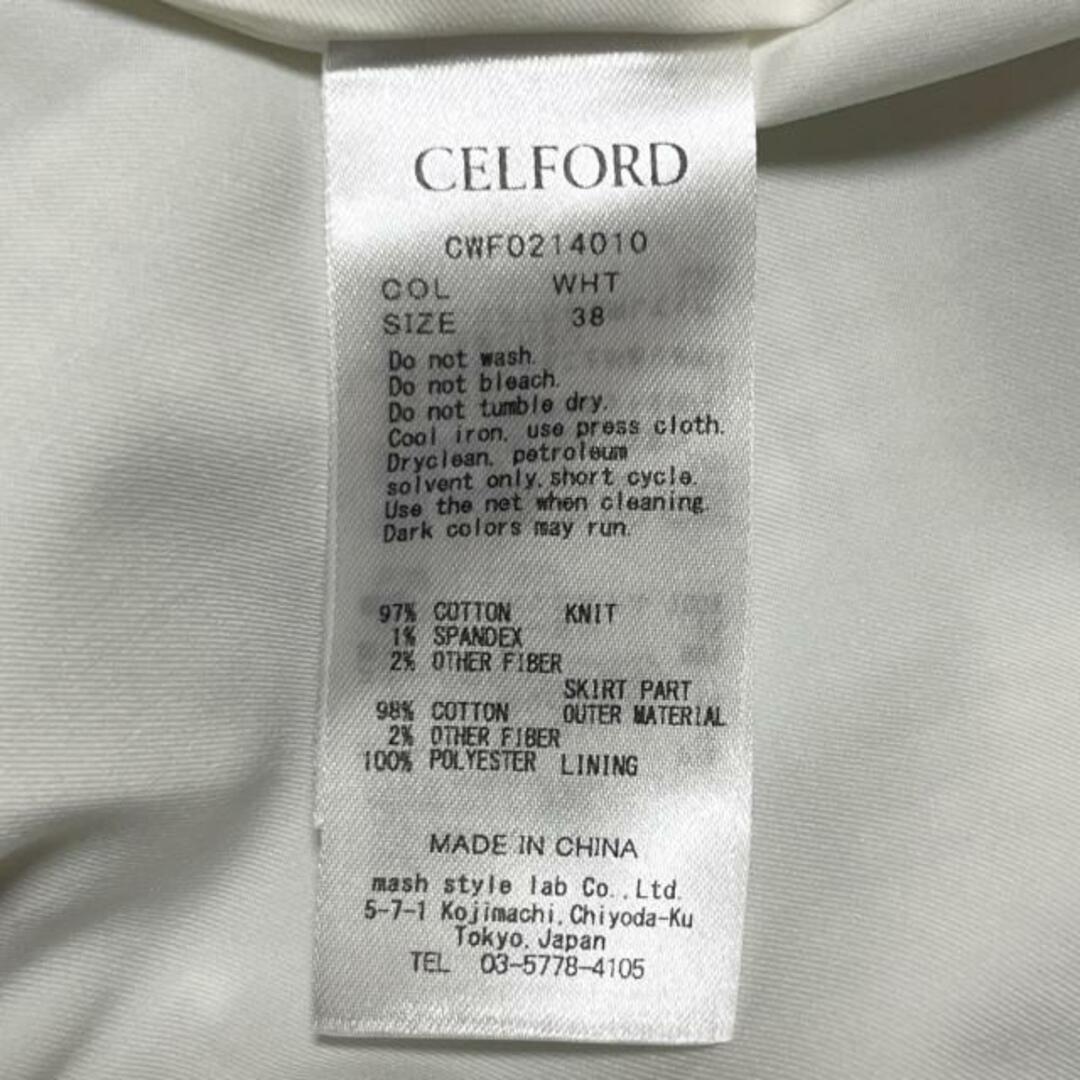 CELFORD
CWF0214010
COL WHT
SIZE 38
Do not wash.
Do not bleach.
Do not tumble dry.
Cool iron, use press cloth.
Dryclean, petroleum
solvent only, short cycle.
Use the net when cleaning.
Dark colors may run.
97% COTTON KNIT
1% SPANDEX
2% OTHER FIBER
SKIRT PART
98% COTTON OUTER MATERIAL
2% OTHER FIBER
100% POLYESTER LINING
MADE IN CHINA
mash style lab Co.,Ltd.
5-7-1 Kojimachi, Chiyoda-Ku
Tokyo, Japan
TEL 03-5778-4105